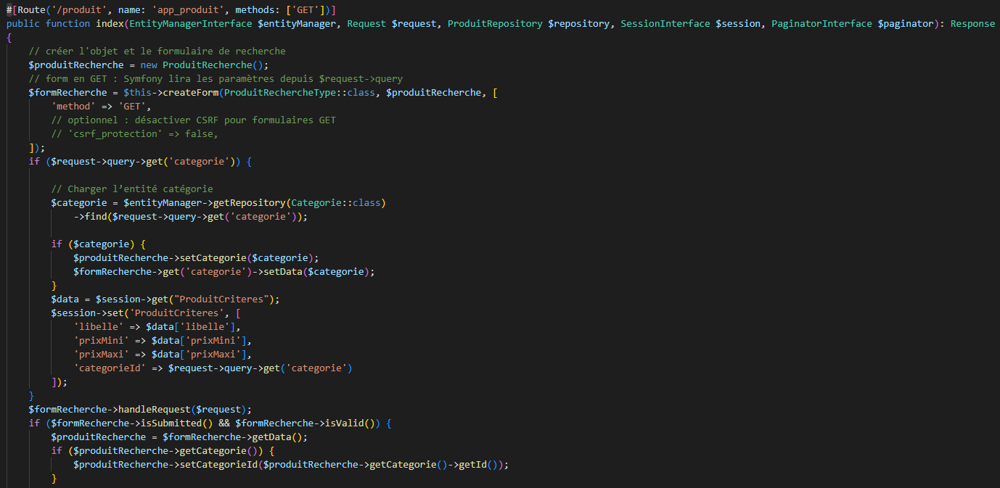 #[Route('/produit', name: 'app_produit', methods: ['GET'])]
public function index(EntityManagerInterface $entityManager, Request $request, ProduitRepository $repository, SessionInterface $session, PaginatorInterface $paginator): Response
{
    // créer l'objet et le formulaire de recherche
    $produitRecherche = new ProduitRecherche();
    // form en GET : Symfony lira les paramètres depuis $request->query
    $formRecherche = $this->createForm(ProduitRechercheType::class, $produitRecherche, [
        'method' => 'GET',
        // optionnel : désactiver CSRF pour formulaires GET
        // 'csrf_protection' => false,
    ]);
    if ($request->query->get('categorie')) {
        // Charger l’entité catégorie
        $categorie = $entityManager->getRepository(Categorie::class)
            ->find($request->query->get('categorie'));
        if ($categorie) {
            $produitRecherche->setCategorie($categorie);
            $formRecherche->get('categorie')->setData($categorie);
        }
        $data = $session->get("ProduitCriteres");
        $session->set('ProduitCriteres', [
            'libelle' => $data['libelle'],
            'prixMini' => $data['prixMini'],
            'prixMaxi' => $data['prixMaxi'],
            'categorieId' => $request->query->get('categorie')
        ]);
    }
    $formRecherche->handleRequest($request);
    if ($formRecherche->isSubmitted() && $formRecherche->isValid()) {
        $produitRecherche = $formRecherche->getData();
        if ($produitRecherche->getCategorie()) {
            $produitRecherche->setCategorieId($produitRecherche->getCategorie()->getId());
        }